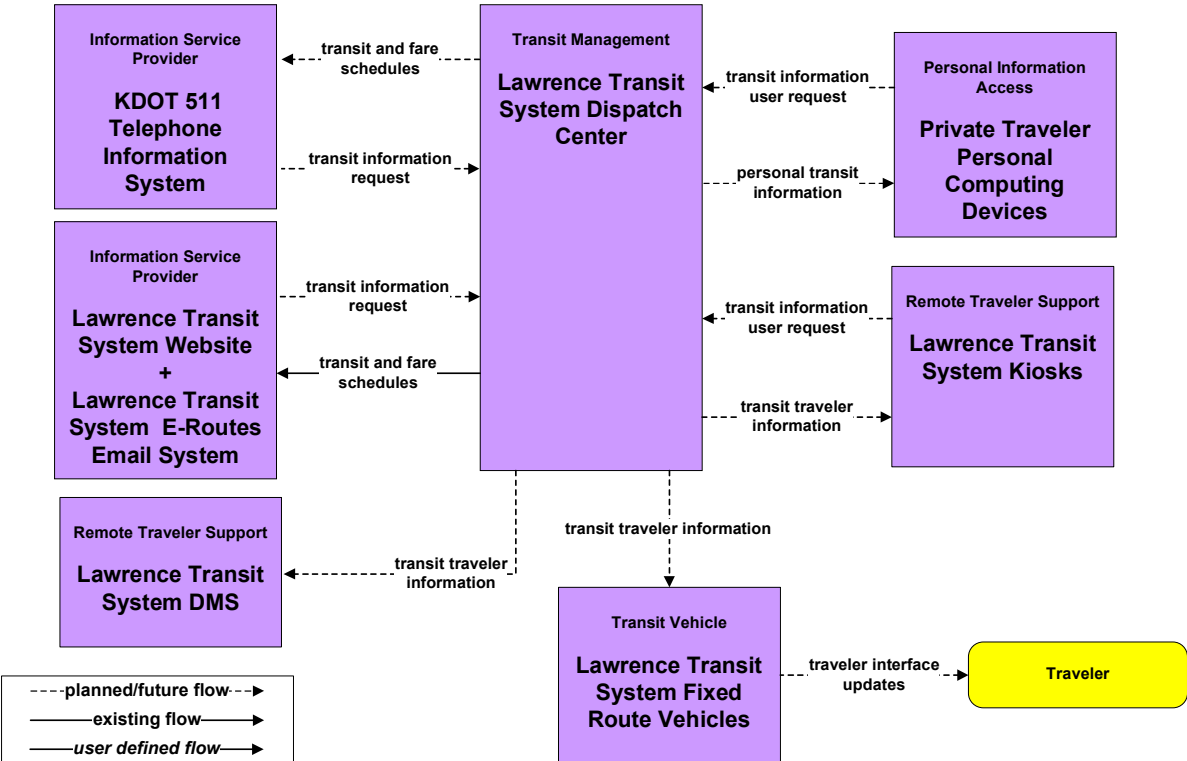 Information Service
Provider
KDOT 511
Telephone
Information
System
transit and fare
schedules
transit information
request
Transit Management
Lawrence Transit
System Dispatch
Center
transit information
user request
personal transit
information
Personal Information
Access
Private Traveler
Personal
Computing
Devices
Information Service
Provider
Lawrence Transit
System Website
+
Lawrence Transit
System E-Routes
Email System
transit information
request
transit and fare
schedules
transit information
user request
transit traveler
information
Remote Traveler Support
Lawrence Transit
System Kiosks
Remote Traveler Support
Lawrence Transit
System DMS
transit traveler
information
transit traveler information
Transit Vehicle
Lawrence Transit
System Fixed
Route Vehicles
traveler interface
updates
Traveler
planned/future flow
existing flow
user defined flow